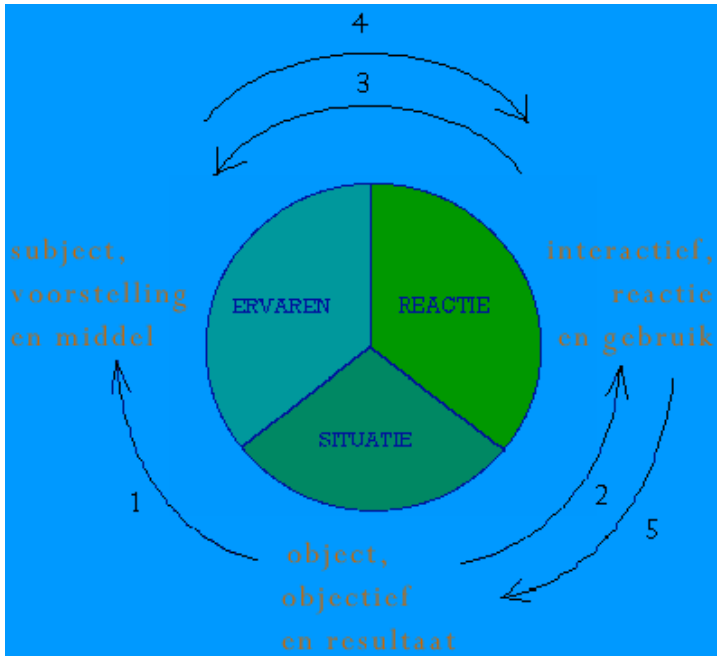 4
3
subject,
voorstelling
en middel
interactief,
reactie
en gebruik
ERVAREN
REACTIE
SITUATIE
1
2
5
object,
objectief
en resultaat